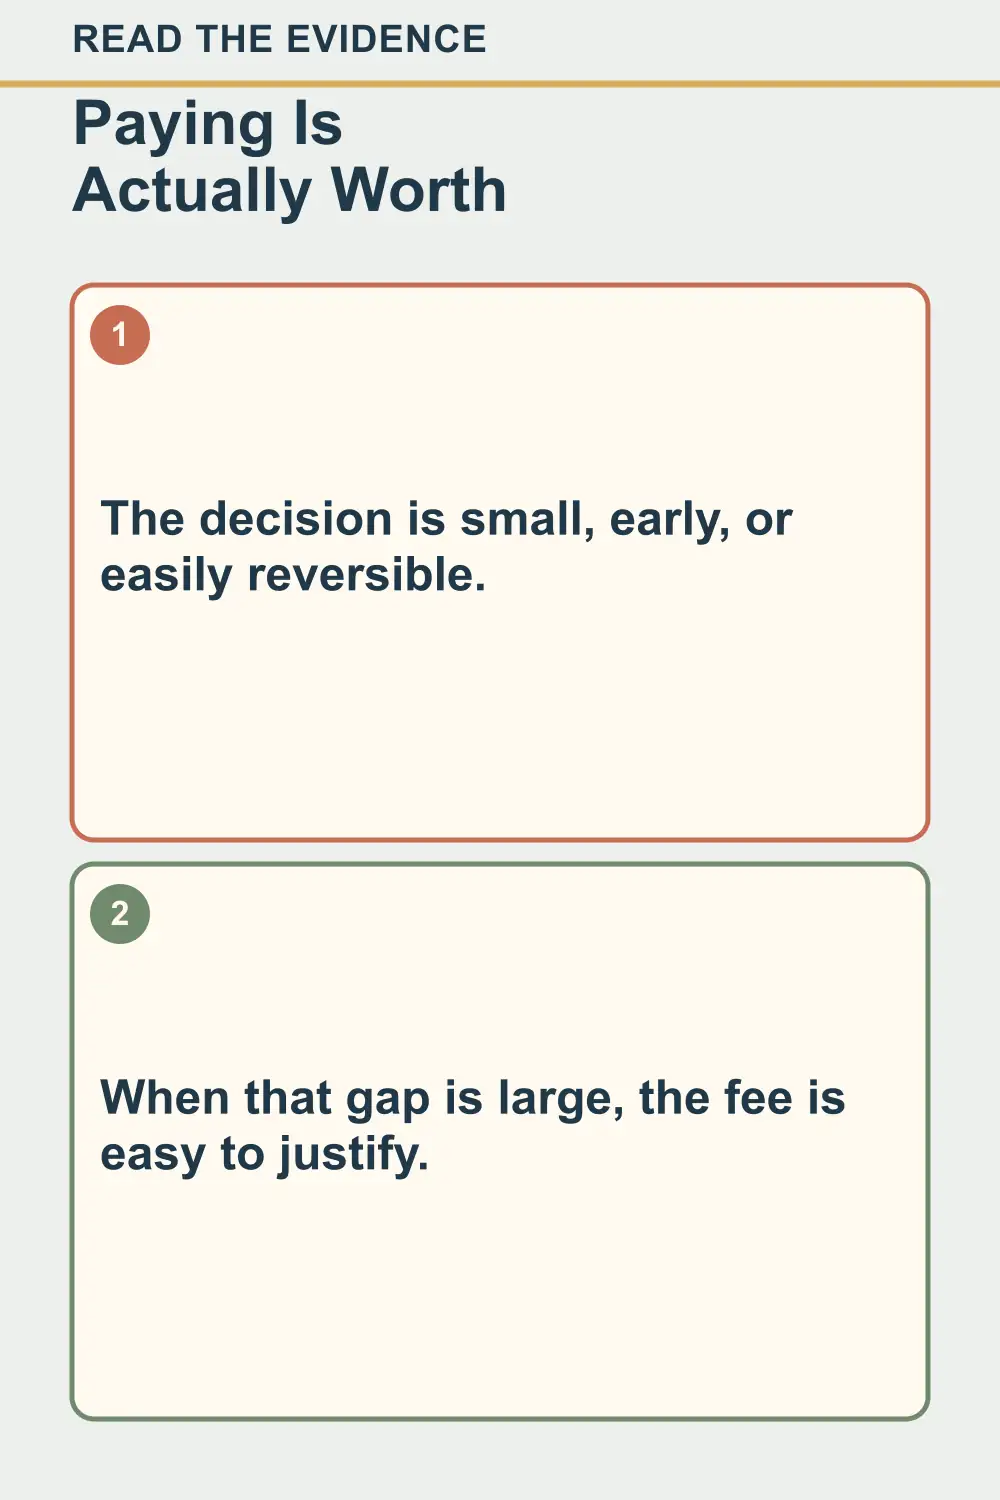 READ THE EVIDENCE
Paying Is
Actually Worth
1
The decision is small, early, or
easily reversible.
2
When that gap is large, the fee is
easy to justify.